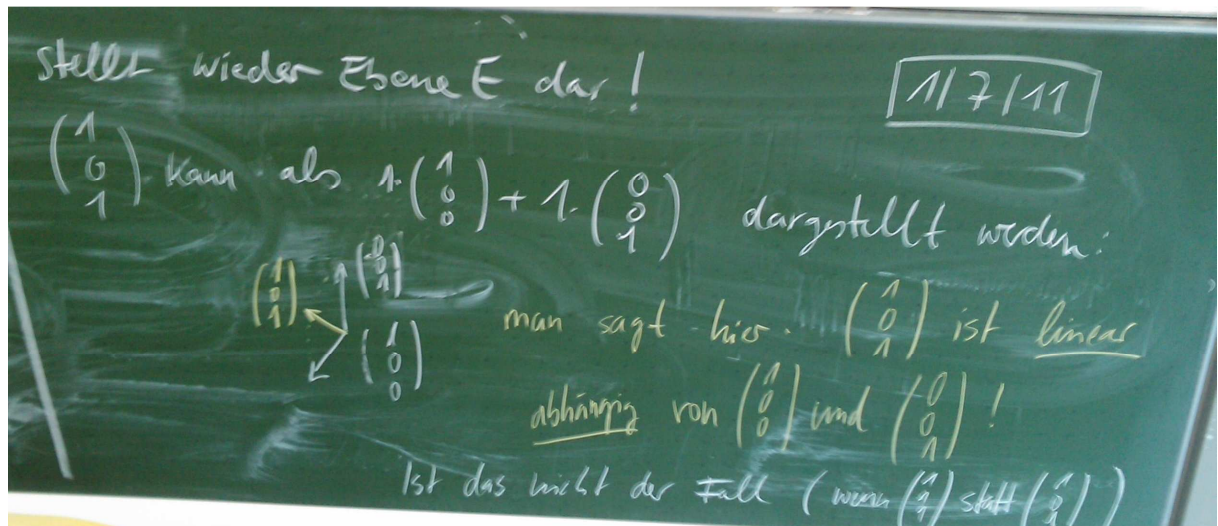 stellt wieder Ebene E dar!
1/7/11
(1 0 1) kann als 1·(1 0 0) + 1·(0 0 1) dargestellt werden:
(1 0 1) (0 0 1)
(1 0 0)
man sagt hier: (1 0 1) ist linear
abhängig von (1 0 0) und (0 0 1)!
Ist das nicht der Fall (wenn (1 1 1) statt (1 0 1))